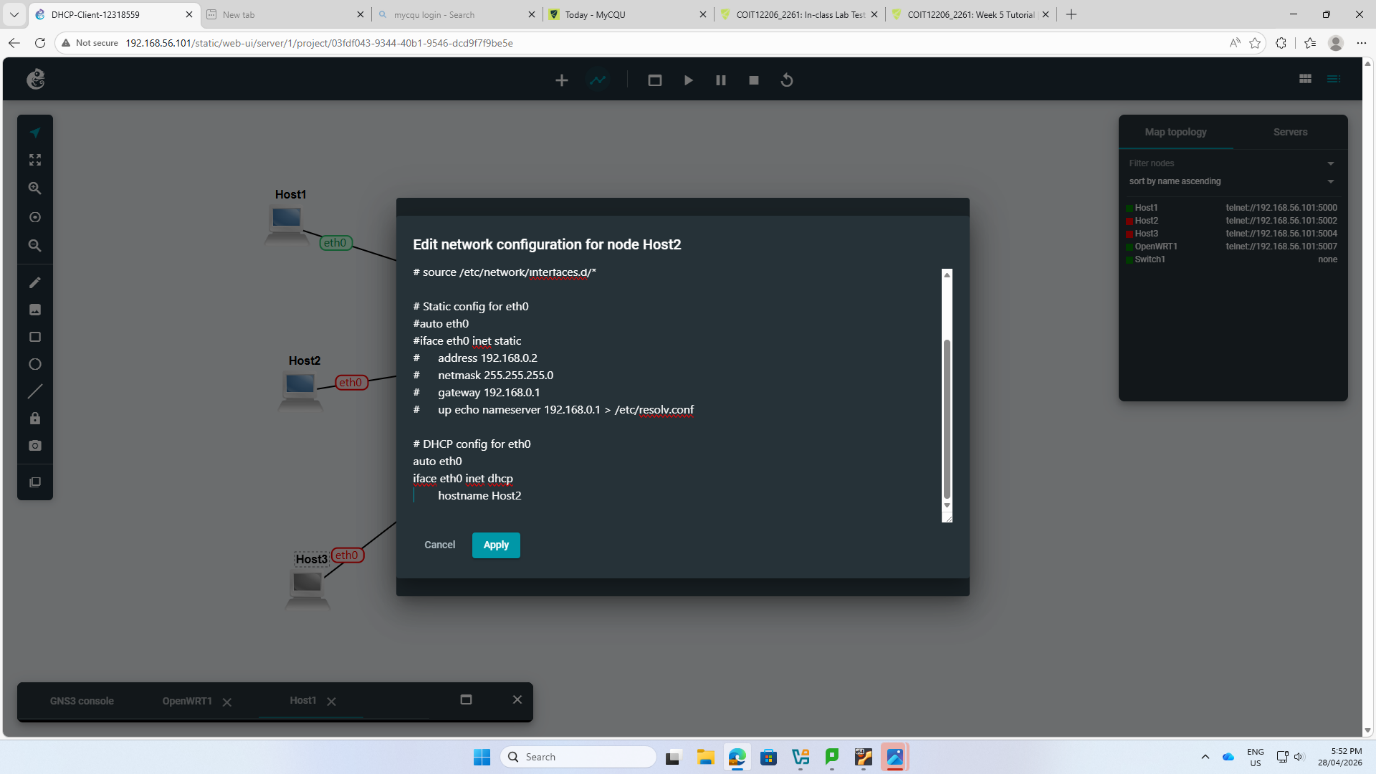 DHCP-Client-12318559
New tab
mycqu login - Search
Today - MyCQU
COIT12206_2261: In-class Lab Test
COIT12206_2261: Week 5 Tutorial
Not secure
192.168.56.101/static/web-ui/server/1/project/03fdf043-9344-40b1-9546-dcd9f7f9be5e
Map topology
Servers
Filter nodes
sort by name ascending
Host1 telnet://192.168.56.101:5000
Host2 telnet://192.168.56.101:5002
Host3 telnet://192.168.56.101:5004
OpenWRT1 telnet://192.168.56.101:5007
Switch1 none
Host1
eth0
Host2
eth0
Host3
eth0
Edit network configuration for node Host2
# source /etc/network/interfaces.d/*
# Static config for eth0
#auto eth0
#iface eth0 inet static
# address 192.168.0.2
# netmask 255.255.255.0
# gateway 192.168.0.1
# up echo nameserver 192.168.0.1 > /etc/resolv.conf
# DHCP config for eth0
auto eth0
iface eth0 inet dhcp
hostname Host2
Cancel
Apply
GNS3 console
OpenWRT1
Host1
Search
ENG
US
5:52 PM
28/04/2026